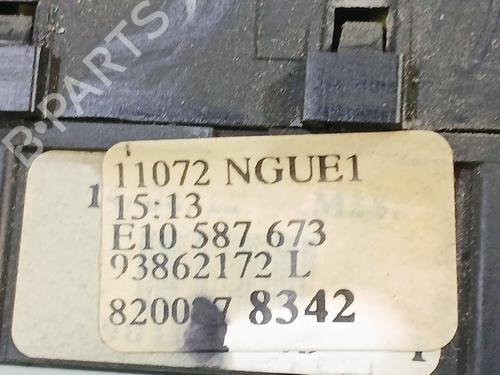 B-PARTS
11072 NGUE1
15:13
E10 587 673
93862172 L
8342